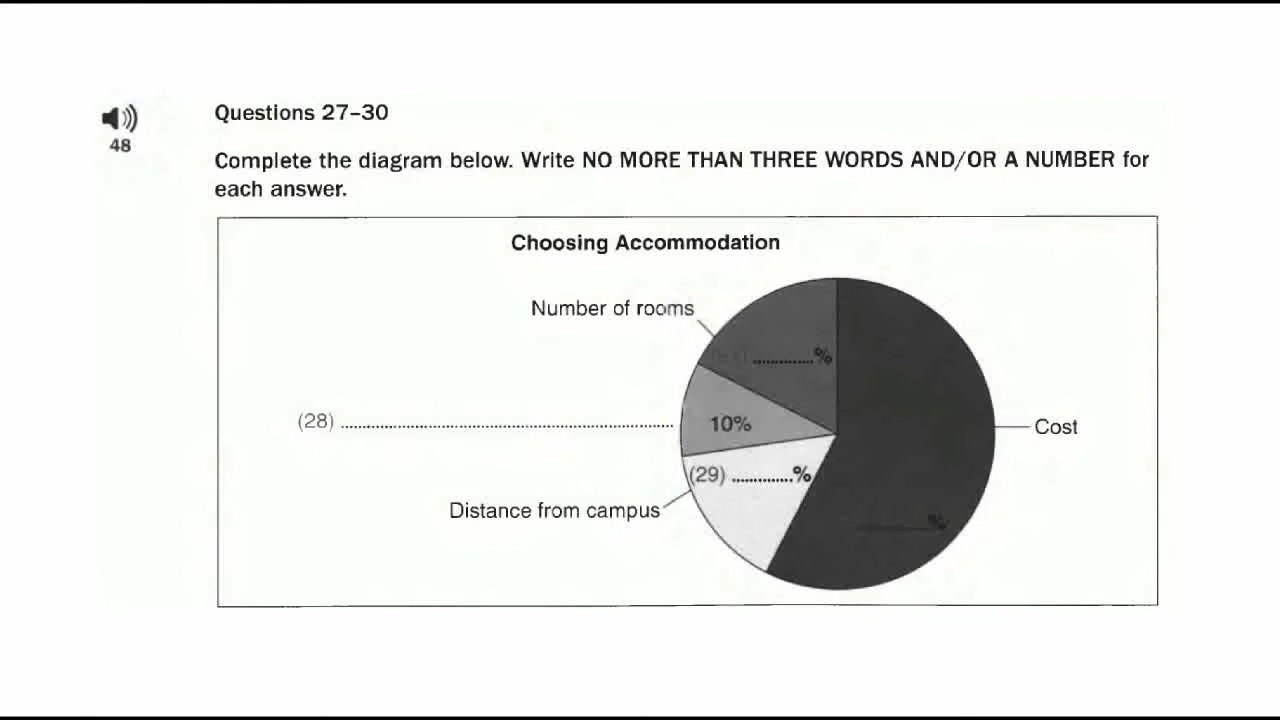 48
Questions 27–30
Complete the diagram below. Write NO MORE THAN THREE WORDS AND/OR A NUMBER for
each answer.
Choosing Accommodation
Number of rooms
............%
(28) ....................................................................
10%
Cost
(29) .............%
Distance from campus
%